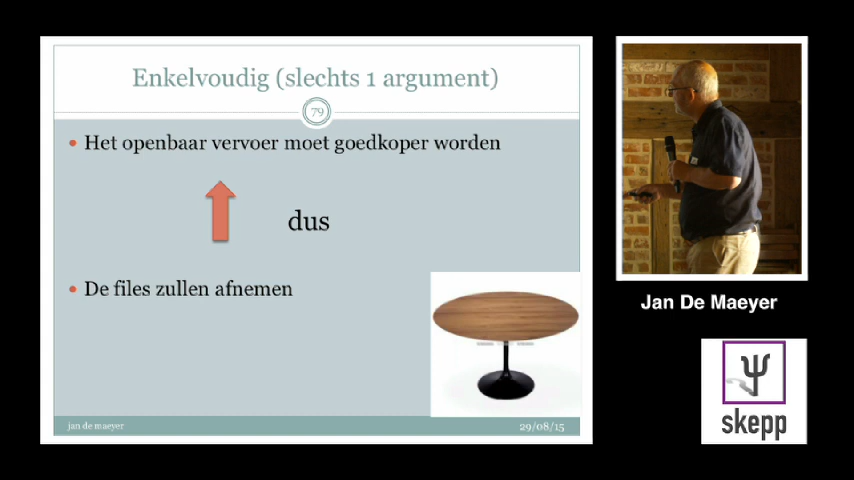 Enkelvoudig (slechts 1 argument)
79
Het openbaar vervoer moet goedkoper worden
dus
De files zullen afnemen
jan de maeyer
29/08/15
Jan De Maeyer
skepp